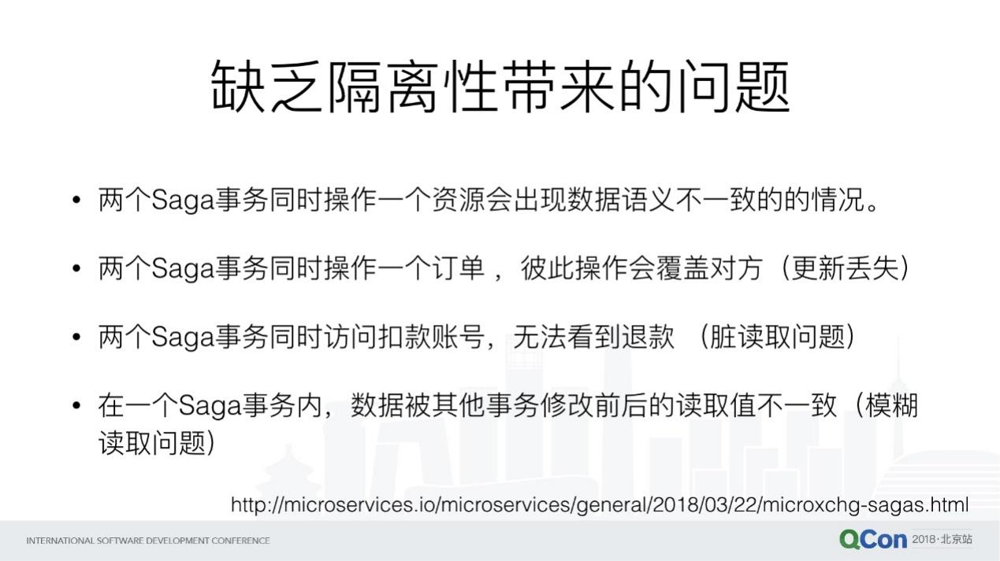 缺乏隔离性带来的问题
• 两个Saga事务同时操作一个资源会出现数据语义不一致的的情况。
• 两个Saga事务同时操作一个订单 ，彼此操作会覆盖对方（更新丢失）
• 两个Saga事务同时访问扣款账号，无法看到退款 （脏读取问题）
• 在一个Saga事务内，数据被其他事务修改前后的读取值不一致（模糊
读取问题）
http://microservices.io/microservices/general/2018/03/22/microxchg-sagas.html
INTERNATIONAL SOFTWARE DEVELOPMENT CONFERENCE
QCon 2018·北京站